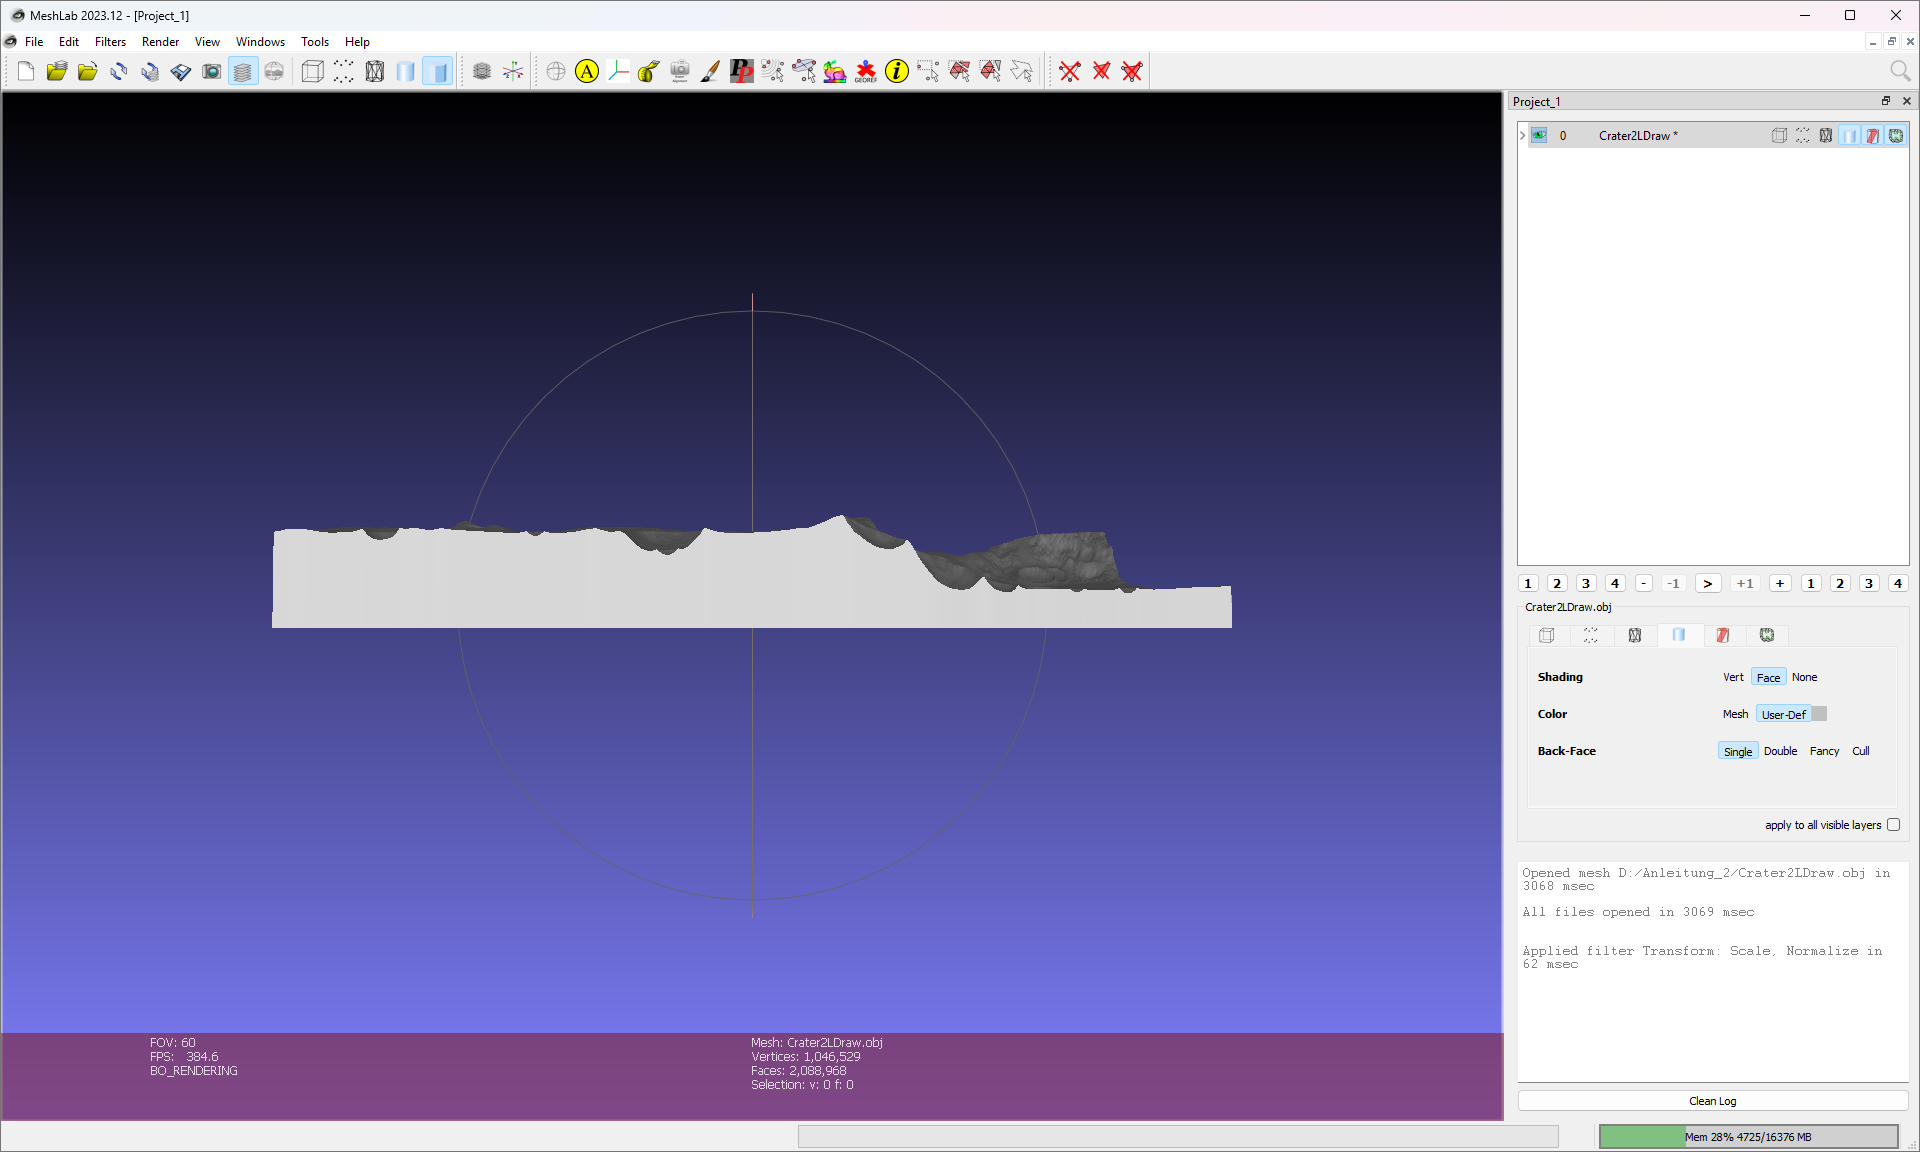 MeshLab 2023.12 - [Project_1]
File Edit Filters Render View Windows Tools Help
A PP GEOREF i
Project_1
0 Crater2LDraw *
1 2 3 4 - -1 > +1 + 1 2 3 4
Crater2LDraw.obj
Shading Vert Face None
Color Mesh User-Def
Back-Face Single Double Fancy Cull
apply to all visible layers
Opened mesh D:/Anleitung_2/Crater2LDraw.obj in
3068 msec
All files opened in 3069 msec
Applied filter Transform: Scale, Normalize in
62 msec
Clean Log
FOV: 60
FPS: 384.6
BO_RENDERING
Mesh: Crater2LDraw.obj
Vertices: 1,046,529
Faces: 2,088,968
Selection: v: 0 f: 0
Mem 28% 4725/16376 MB